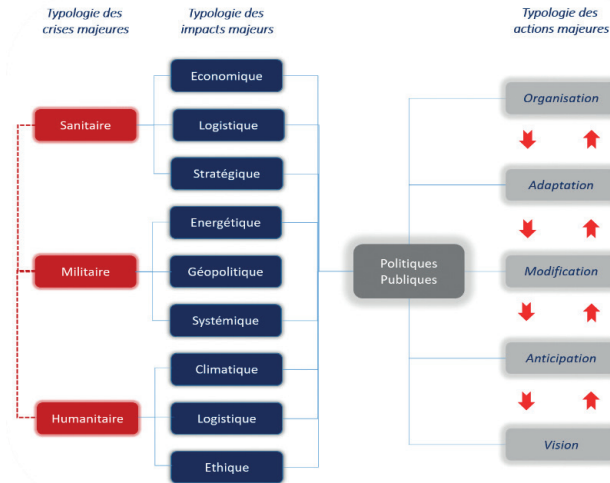 Typologie des
crises majeures
Typologie des
impacts majeurs
Typologie des
actions majeures
Sanitaire
Militaire
Humanitaire
Economique
Logistique
Stratégique
Energétique
Géopolitique
Systémique
Climatique
Logistique
Ethique
Politiques
Publiques
Organisation
Adaptation
Modification
Anticipation
Vision